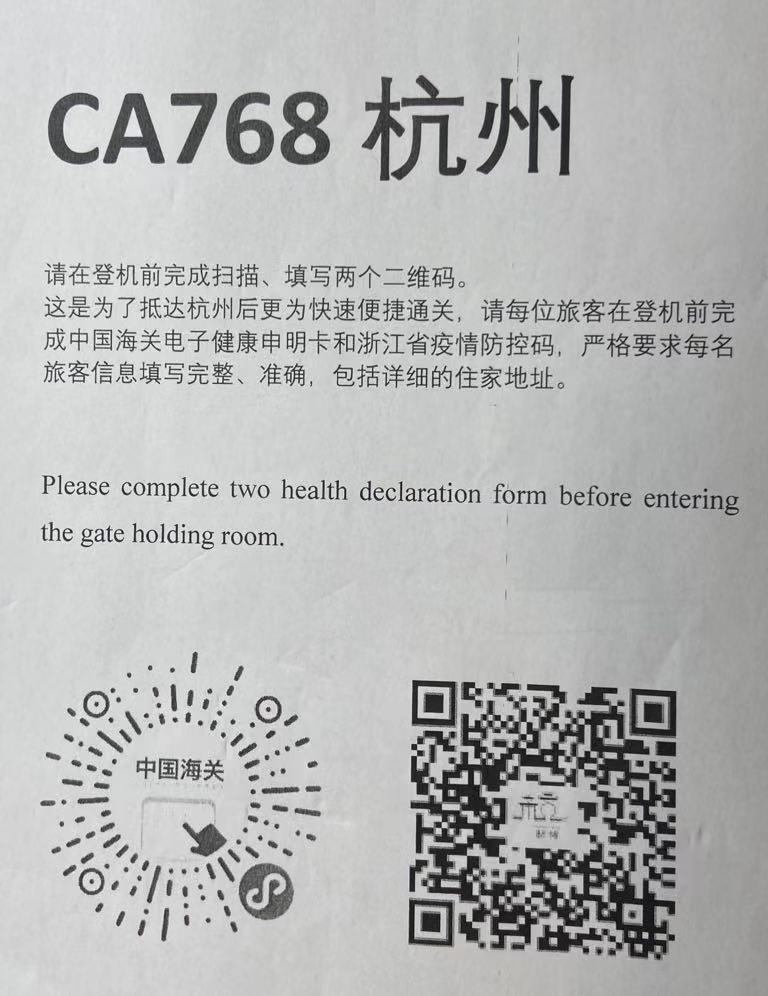 CA768 杭州
请在登机前完成扫描、填写两个二维码。
这是为了抵达杭州后更为快速便捷通关，请每位旅客在登机前完
成中国海关电子健康申明卡和浙江省疫情防控码，严格要求每名
旅客信息填写完整、准确，包括详细的住家地址。
Please complete two health declaration form before entering
the gate holding room.
中国海关